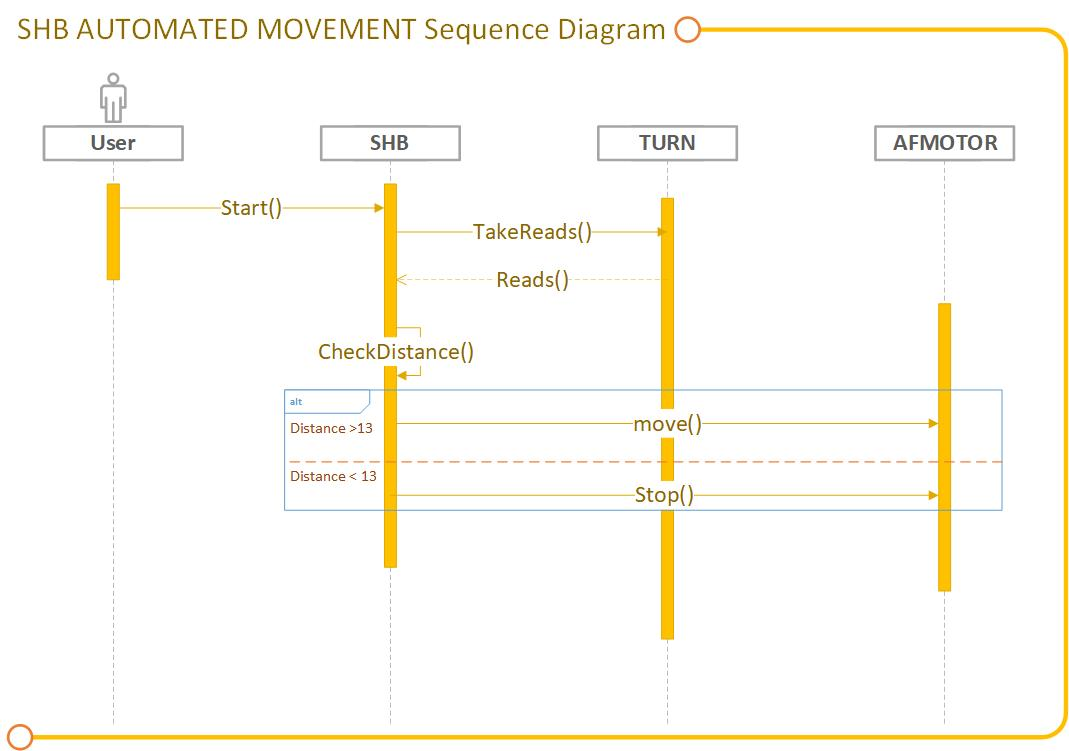 SHB AUTOMATED MOVEMENT Sequence Diagram
User
SHB
TURN
AFMOTOR
Start()
TakeReads()
Reads()
CheckDistance()
alt
Distance >13
move()
Distance < 13
Stop()